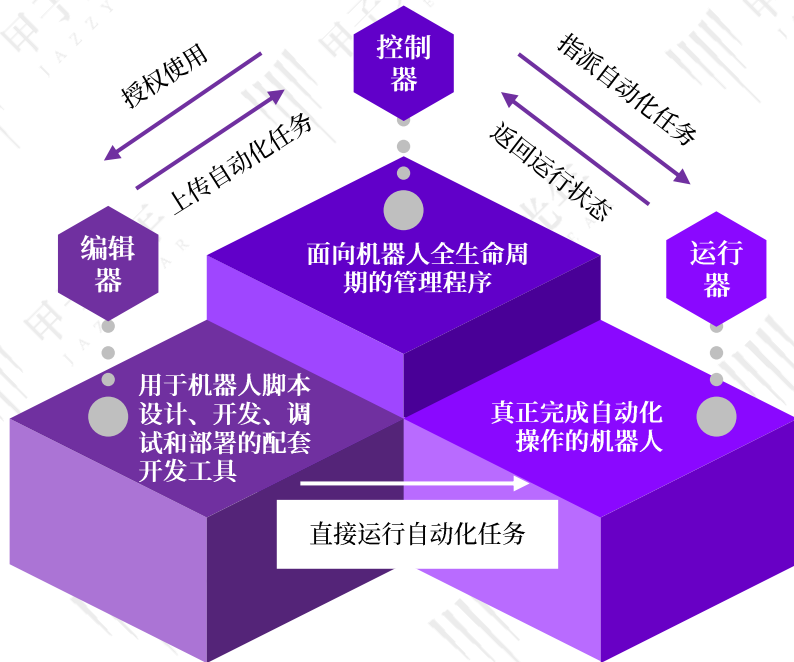 控制
器
授权使用
上传自动化任务
指派自动化任务
返回运行状态
编辑
器
运行
器
面向机器人全生命周
期的管理程序
用于机器人脚本
设计、开发、调
试和部署的配套
开发工具
真正完成自动化
操作的机器人
直接运行自动化任务